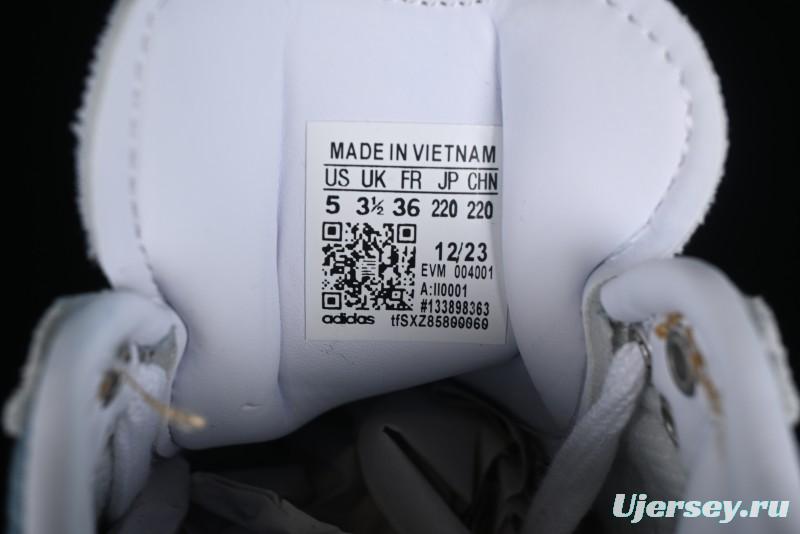 MADE IN VIETNAM
US UK FR JP CHN
5 3½ 36 220 220
12/23
EVM 004001
A:II0001
#133898363
adidas tfSXZ85800060
Ujersey.ru